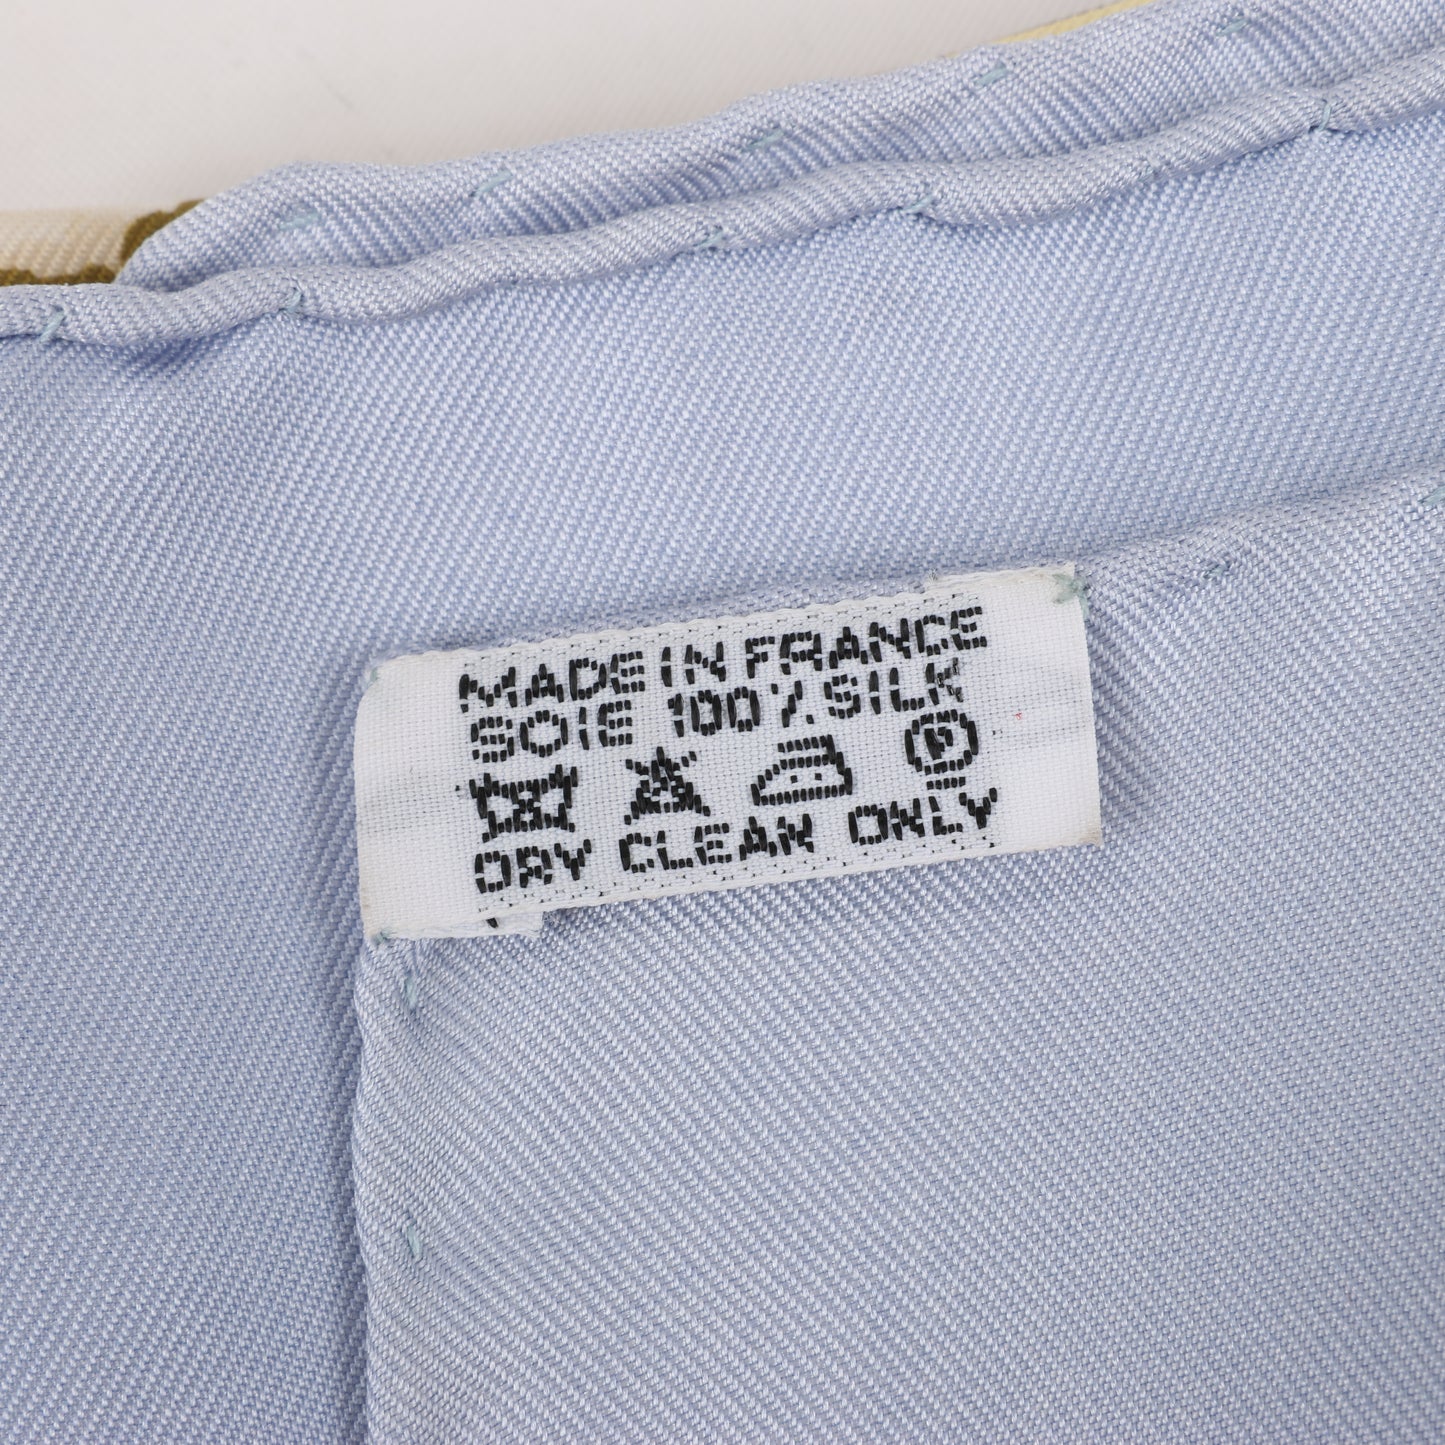 MADE IN FRANCE
SOIE 100% SILK
P
DRY CLEAN ONLY